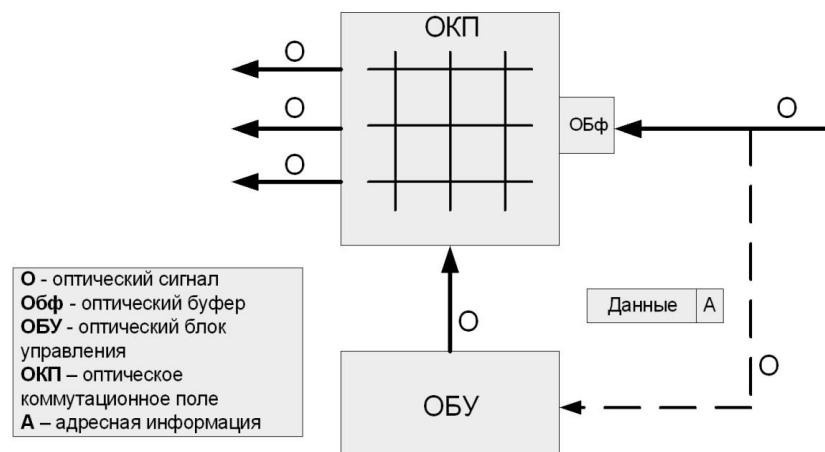 ОКП
О
О
О
ОБф
О
О - оптический сигнал
Обф - оптический буфер
ОБУ - оптический блок
управления
ОКП – оптическое
коммутационное поле
А – адресная информация
О
Данные А
О
ОБУ